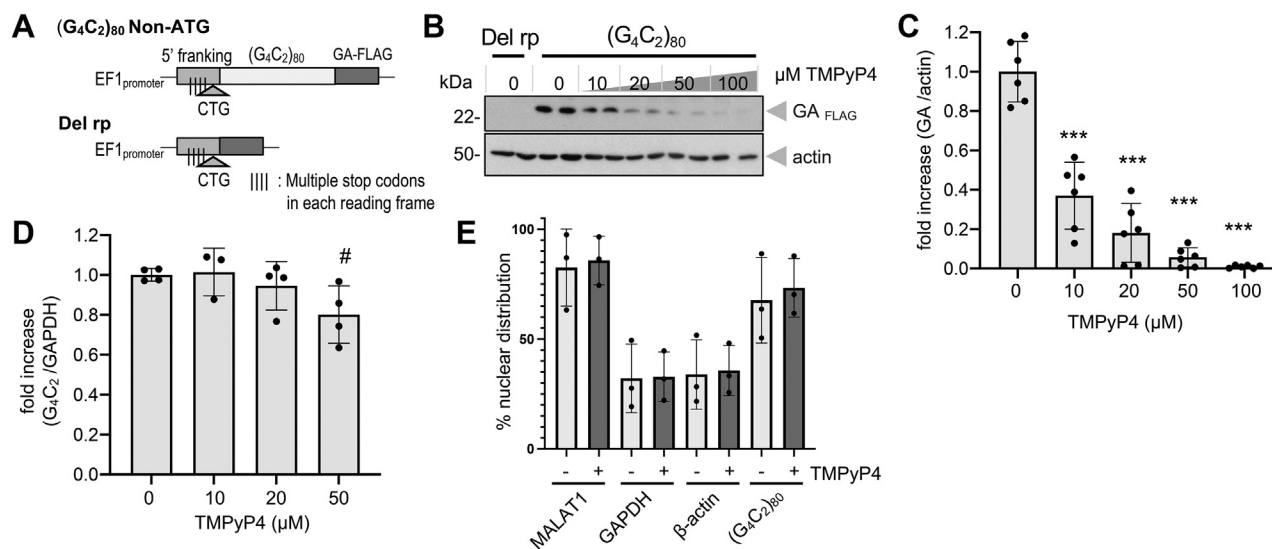 A
(G4C2)80 Non-ATG
5' franking
(G4C2)80
GA-FLAG
EF1promoter
CTG
Del rp
EF1promoter
CTG
|||| : Multiple stop codons
in each reading frame
B
Del rp
(G4C2)80
0 0 10 20 50 100
µM TMPyP4
kDa
22-
GA FLAG
50-
actin
C
fold increase (GA /actin)
1.2
1.0
0.8
0.6
0.4
0.2
0.0
***
***
***
***
0 10 20 50 100
TMPyP4 (µM)
D
fold increase
(G4C2 /GAPDH)
1.2
1.0
0.8
0.6
0.4
0.2
0.0
#
0 10 20 50
TMPyP4 (µM)
E
% nuclear distribution
100
50
0
- + - + - + - + TMPyP4
MALAT1
GAPDH
β-actin
(G4C2)80